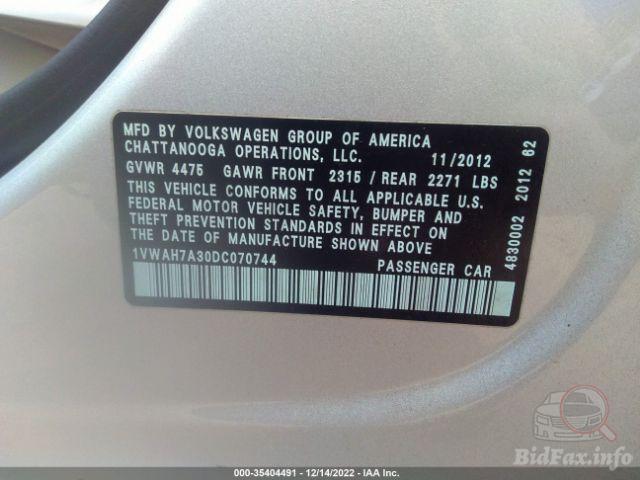 MFD BY VOLKSWAGEN GROUP OF AMERICA
CHATTANOOGA OPERATIONS, LLC. 11/2012
GVWR 4475 GAWR FRONT 2315 / REAR 2271 LBS
THIS VEHICLE CONFORMS TO ALL APPLICABLE U.S.
FEDERAL MOTOR VEHICLE SAFETY, BUMPER AND
THEFT PREVENTION STANDARDS IN EFFECT ON
THE DATE OF MANUFACTURE SHOWN ABOVE
1VWAH7A30DC070744 PASSENGER CAR
4830002 2012 62
BidFax.info
000-35404491 - 12/14/2022 - IAA Inc.